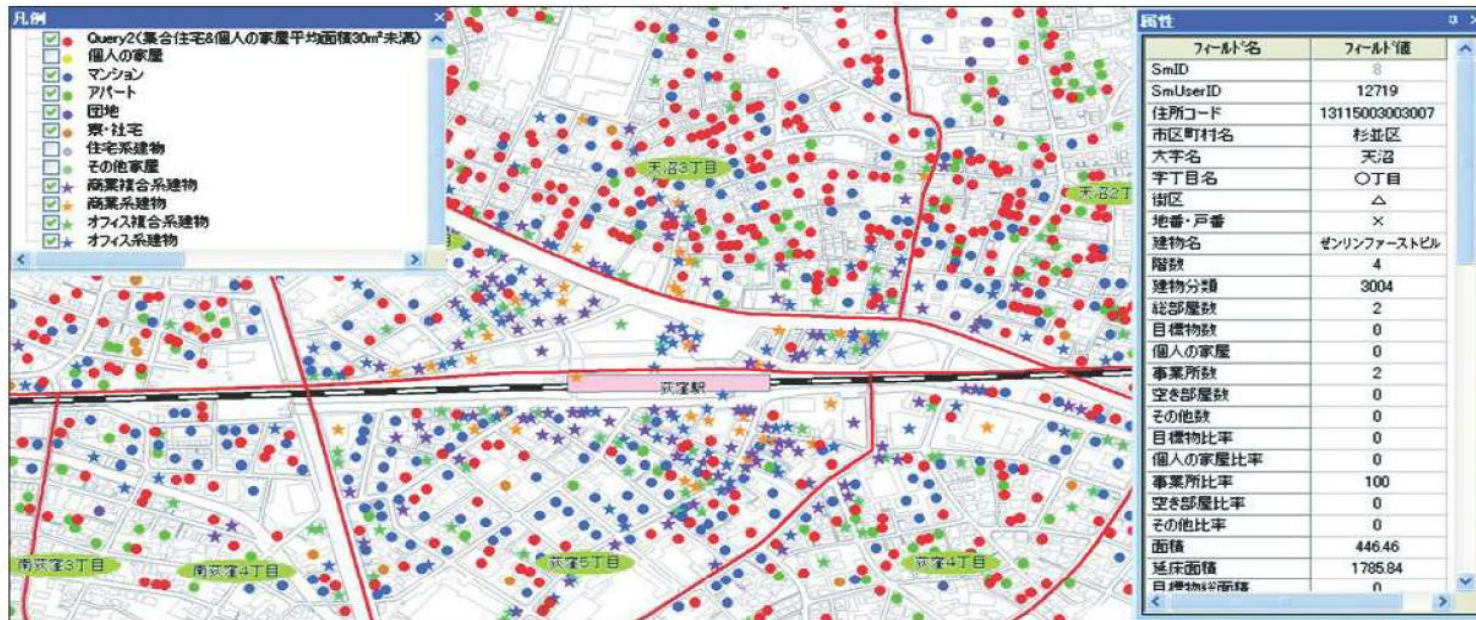 凡例
Query2(集合住宅&個人の家屋平均面積30m²未満)
個人の家屋
マンション
アパート
団地
寮・社宅
住宅系建物
その他家屋
商業複合系建物
商業系建物
オフィス複合系建物
オフィス系建物
天沼3丁目
天沼2丁
目
荻窪駅
南荻窪3丁目
南荻窪4丁目
荻窪5丁目
荻窪4丁目
属性
フィールド名 フィールド値
SmID 8
SmUserID 12719
住所コード 13115003003007
市区町村名 杉並区
大字名 天沼
字丁目名 〇丁目
街区 △
地番・戸番 ×
建物名 ゼンリンファーストビル
階数 4
建物分類 3004
総部屋数 2
目標物数 0
個人の家屋 0
事業所数 2
空き部屋数 0
その他数 0
目標物比率 0
個人の家屋比率 0
事業所比率 100
空き部屋比率 0
その他比率 0
面積 446.46
延床面積 1785.84
目標物総面積 0